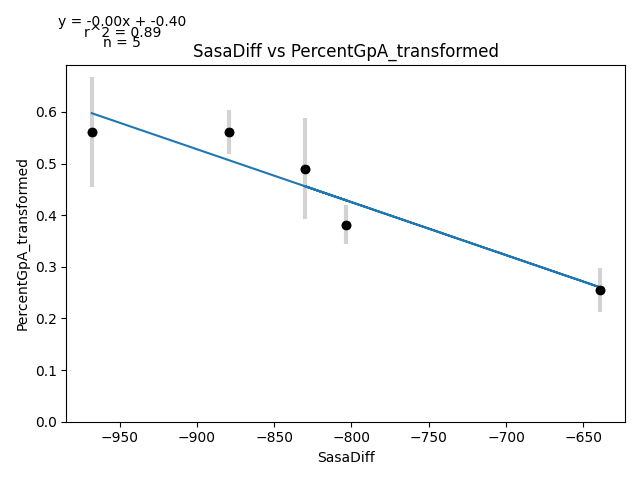 y = -0.00x + -0.40
r^2 = 0.89
n = 5
SasaDiff vs PercentGpA_transformed
PercentGpA_transformed
0.6
0.5
0.4
0.3
0.2
0.1
0.0
−950 −900 −850 −800 −750 −700 −650
SasaDiff